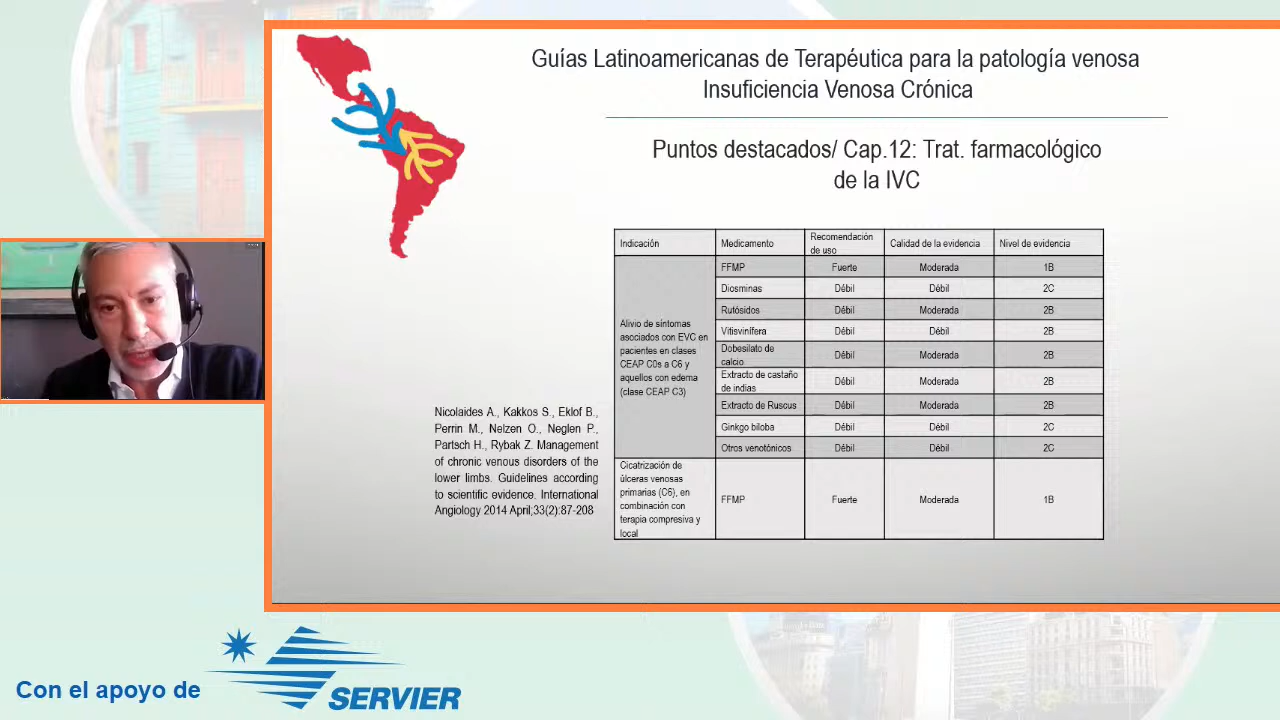 Guías Latinoamericanas de Terapéutica para la patología venosa
Insuficiencia Venosa Crónica
Puntos destacados/ Cap.12: Trat. farmacológico
de la IVC
Indicación
Medicamento
Recomendación
de uso
Calidad de la evidencia
Nivel de evidencia
Alivio de síntomas
asociados con EVC en
pacientes en clases
CEAP C0s a C6 y
aquellos con edema
(clase CEAP C3)
FFMP Fuerte Moderada 1B
Diosminas Débil Débil 2C
Rutósidos Débil Moderada 2B
Vitisvinífera Débil Débil 2B
Dobesilato de
calcio Débil Moderada 2B
Extracto de castaño
de indias Débil Moderada 2B
Extracto de Ruscus Débil Moderada 2B
Ginkgo biloba Débil Débil 2C
Otros venotónicos Débil Débil 2C
Cicatrización de
úlceras venosas
primarias (C6), en
combinación con
terapia compresiva y
local
FFMP Fuerte Moderada 1B
Nicolaides A., Kakkos S., Eklof B.,
Perrin M., Nelzen O., Neglen P.,
Partsch H., Rybak Z. Management
of chronic venous disorders of the
lower limbs. Guidelines according
to scientific evidence. International
Angiology 2014 April;33(2):87-208
Con el apoyo de
SERVIER